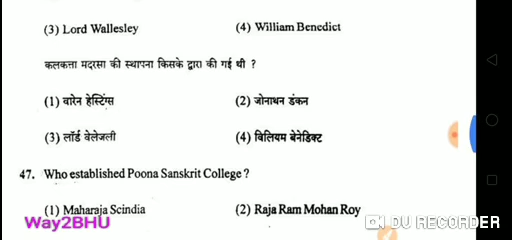 (3) Lord Wallesley (4) William Benedict
कलकत्ता मदरसा की स्थापना किसके द्वारा की गई थी ?
(1) वारेन हेस्टिंग्स (2) जोनाथन डंकन
(3) लॉर्ड वेलेजली (4) विलियम बेनेडिक्ट
47. Who established Poona Sanskrit College ?
(1) Maharaja Scindia (2) Raja Ram Mohan Roy
Way2BHU
DU RECORDER